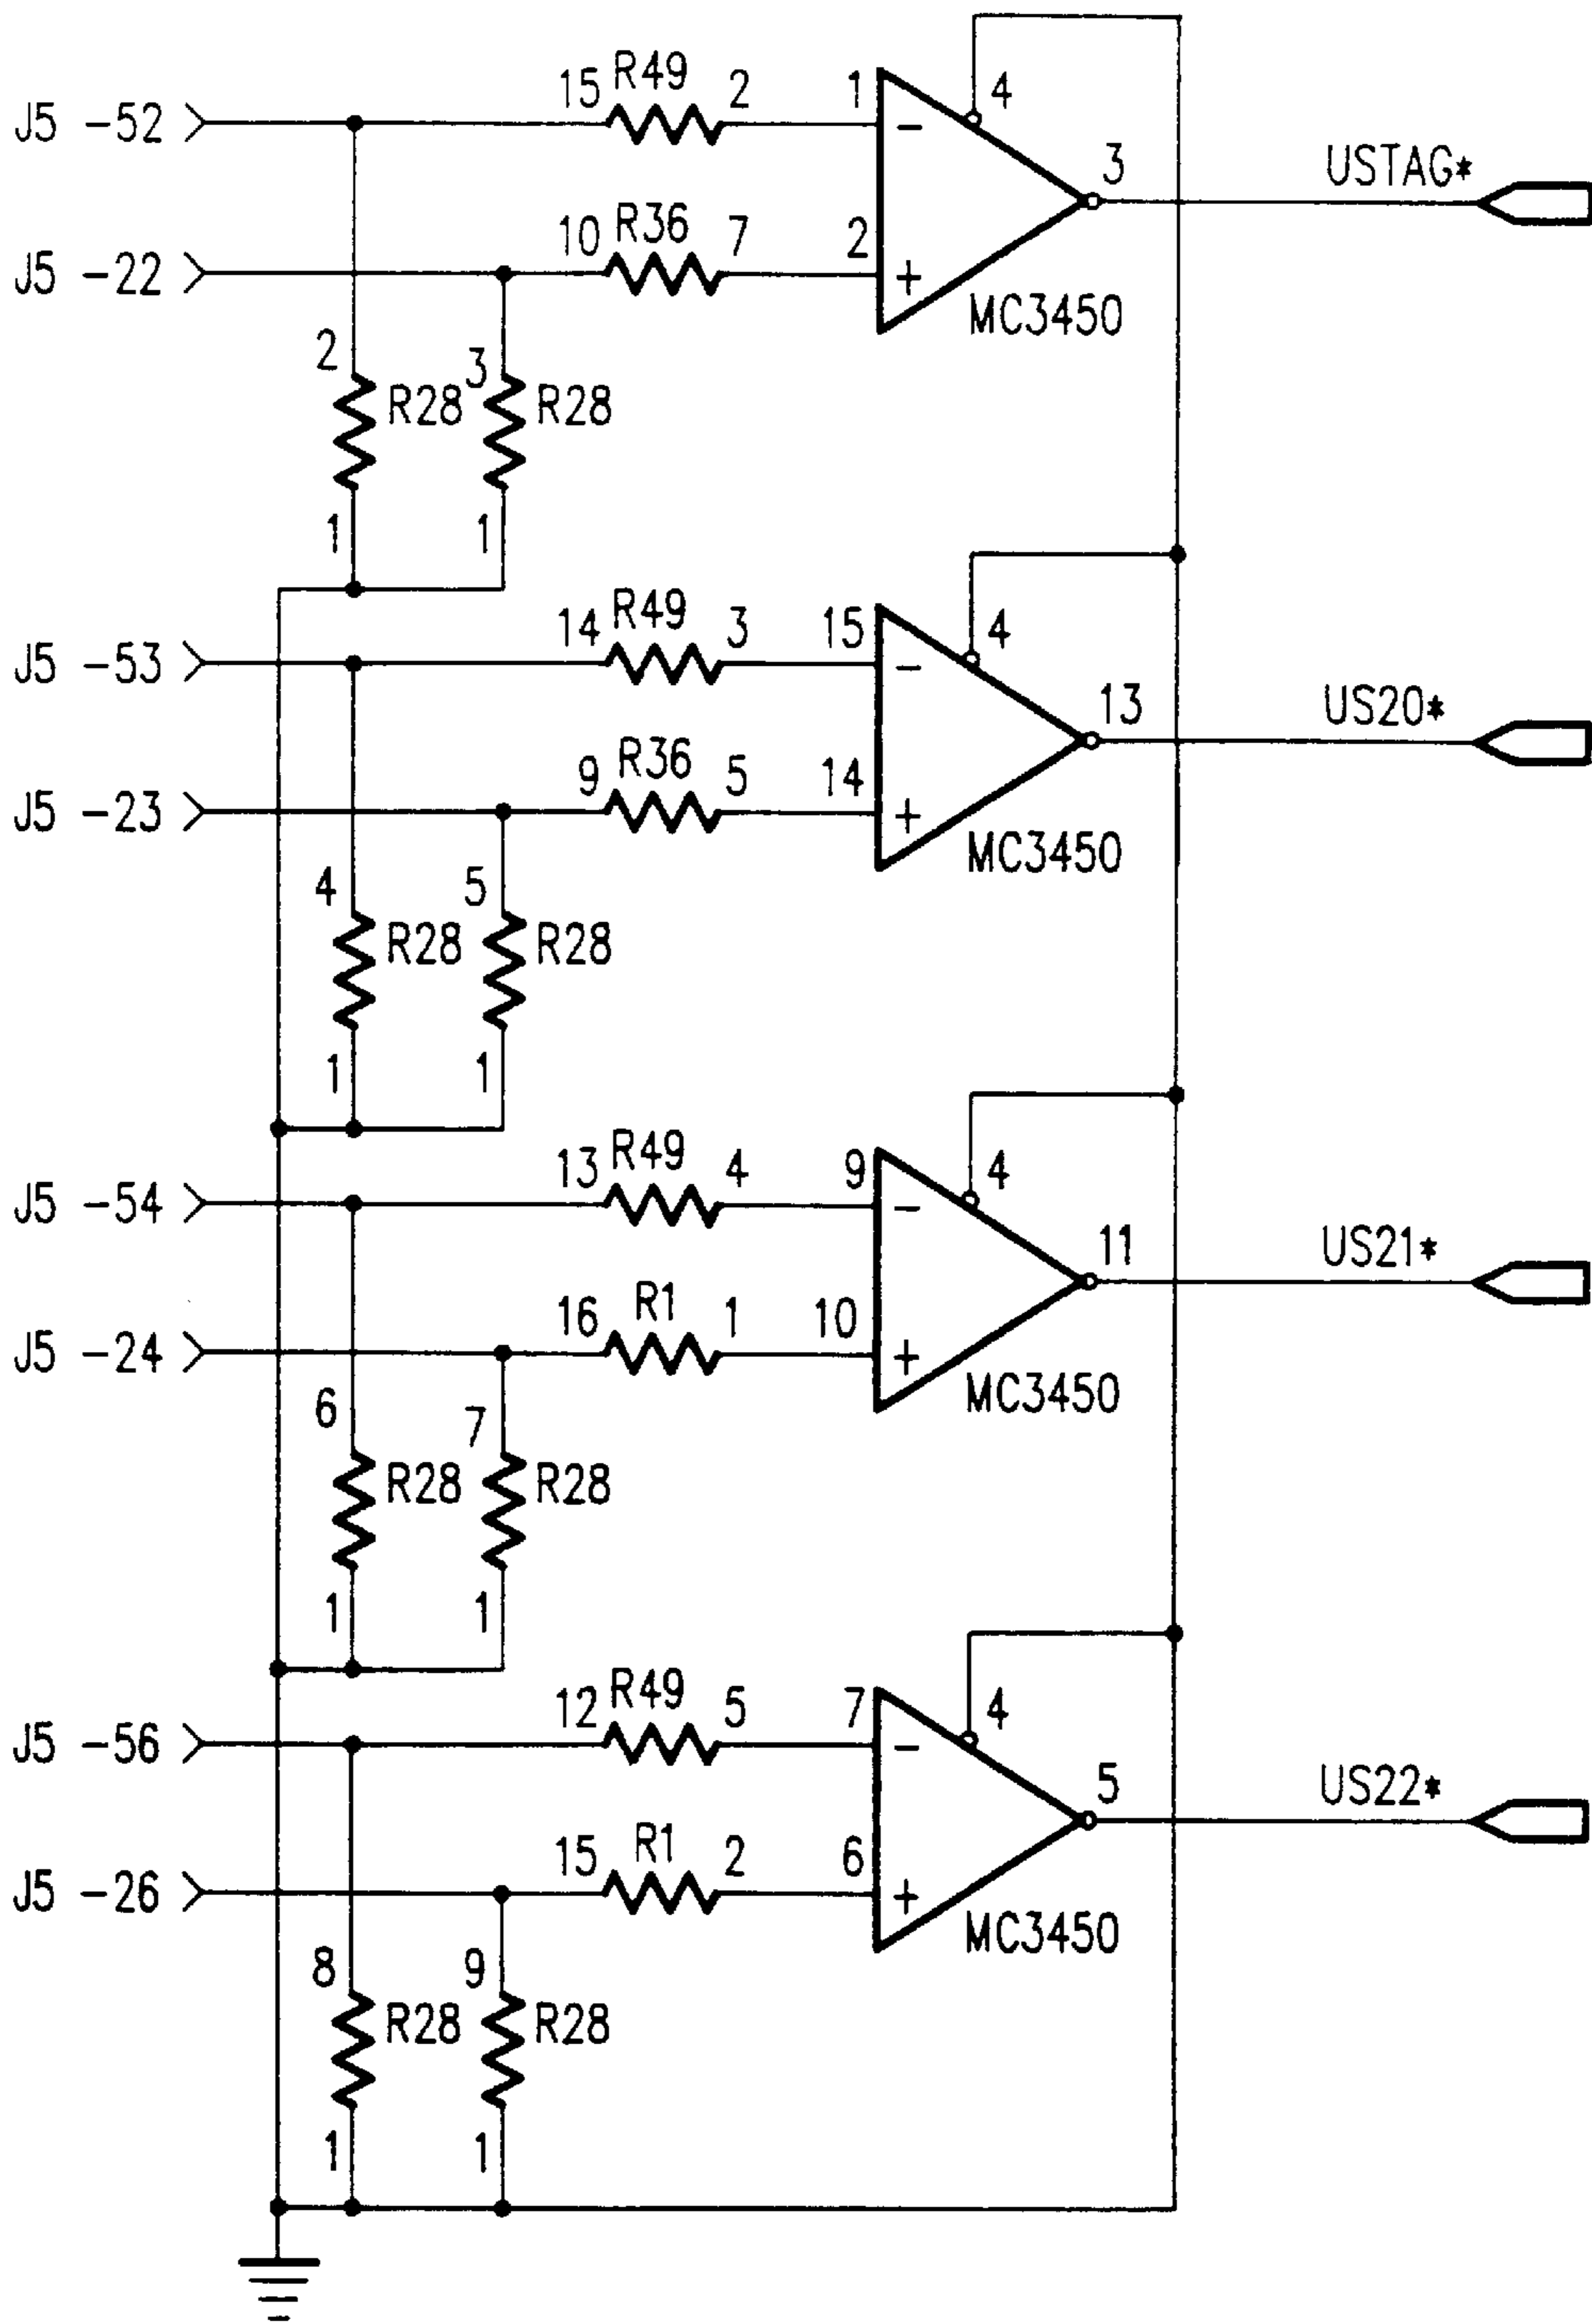 15 R49 2 1 4
J5 -52
3 USTAG*
10 R36 7 2
J5 -22
MC3450
2 3
R28 R28
1 1
14 R49 3 15 4
J5 -53
13 US20*
9 R36 5 14
J5 -23
MC3450
4 5
R28 R28
1 1
13 R49 4 9 4
J5 -54
11 US21*
16 R1 1 10
J5 -24
MC3450
6 7
R28 R28
1 1
12 R49 5 7 4
J5 -56
5 US22*
15 R1 2 6
J5 -26
MC3450
8 9
R28 R28
1 1